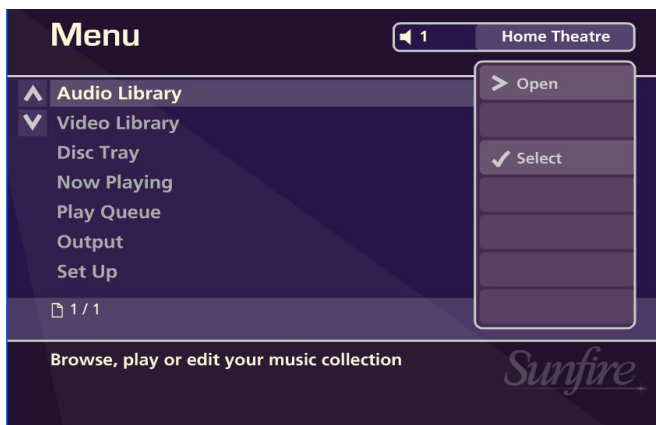 Menu
1 Home Theatre
Audio Library
Video Library
Disc Tray
Now Playing
Play Queue
Output
Set Up
1 / 1
Open
Select
Browse, play or edit your music collection
Sunfire